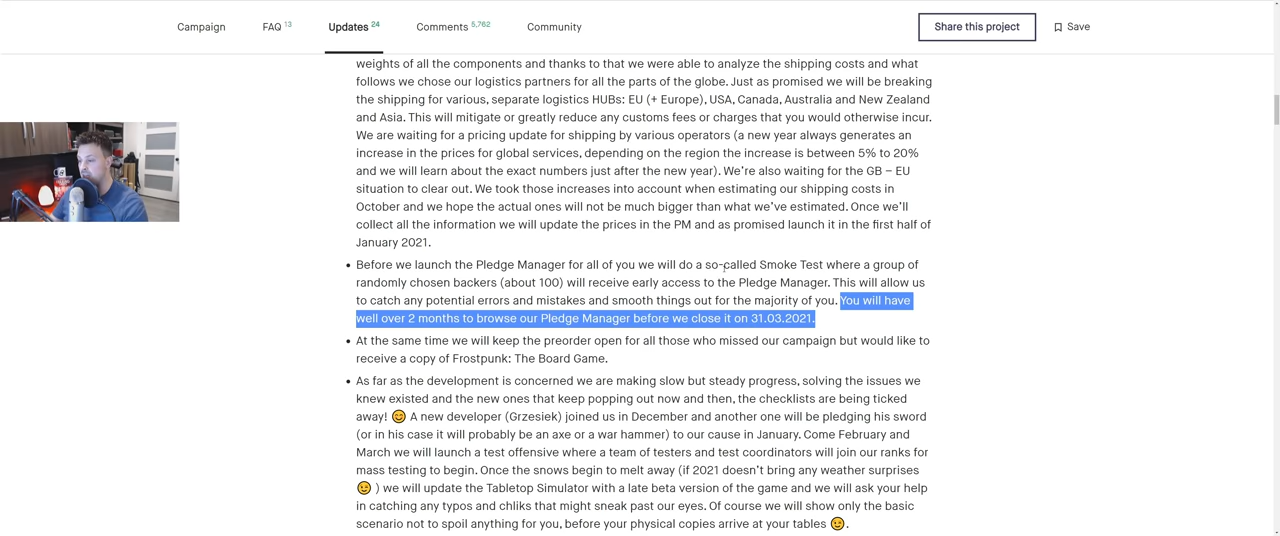 Campaign
FAQ 13
Updates 24
Comments 5,762
Community
Share this project
Save
weights of all the components and thanks to that we were able to analyze the shipping costs and what
follows we chose our logistics partners for all the parts of the globe. Just as promised we will be breaking
the shipping for various, separate logistics HUBs: EU (+ Europe), USA, Canada, Australia and New Zealand
and Asia. This will mitigate or greatly reduce any customs fees or charges that you would otherwise incur.
We are waiting for a pricing update for shipping by various operators (a new year always generates an
increase in the prices for global services, depending on the region the increase is between 5% to 20%
and we will learn about the exact numbers just after the new year). We're also waiting for the GB – EU
situation to clear out. We took those increases into account when estimating our shipping costs in
October and we hope the actual ones will not be much bigger than what we've estimated. Once we'll
collect all the information we will update the prices in the PM and as promised launch it in the first half of
January 2021.
• Before we launch the Pledge Manager for all of you we will do a so-called Smoke Test where a group of
randomly chosen backers (about 100) will receive early access to the Pledge Manager. This will allow us
to catch any potential errors and mistakes and smooth things out for the majority of you. You will have
well over 2 months to browse our Pledge Manager before we close it on 31.03.2021.
• At the same time we will keep the preorder open for all those who missed our campaign but would like to
receive a copy of Frostpunk: The Board Game.
• As far as the development is concerned we are making slow but steady progress, solving the issues we
knew existed and the new ones that keep popping out now and then, the checklists are being ticked
away! 😊 A new developer (Grzesiek) joined us in December and another one will be pledging his sword
(or in his case it will probably be an axe or a war hammer) to our cause in January. Come February and
March we will launch a test offensive where a team of testers and test coordinators will join our ranks for
mass testing to begin. Once the snows begin to melt away (if 2021 doesn't bring any weather surprises
😉 ) we will update the Tabletop Simulator with a late beta version of the game and we will ask your help
in catching any typos and chliks that might sneak past our eyes. Of course we will show only the basic
scenario not to spoil anything for you, before your physical copies arrive at your tables 😉.